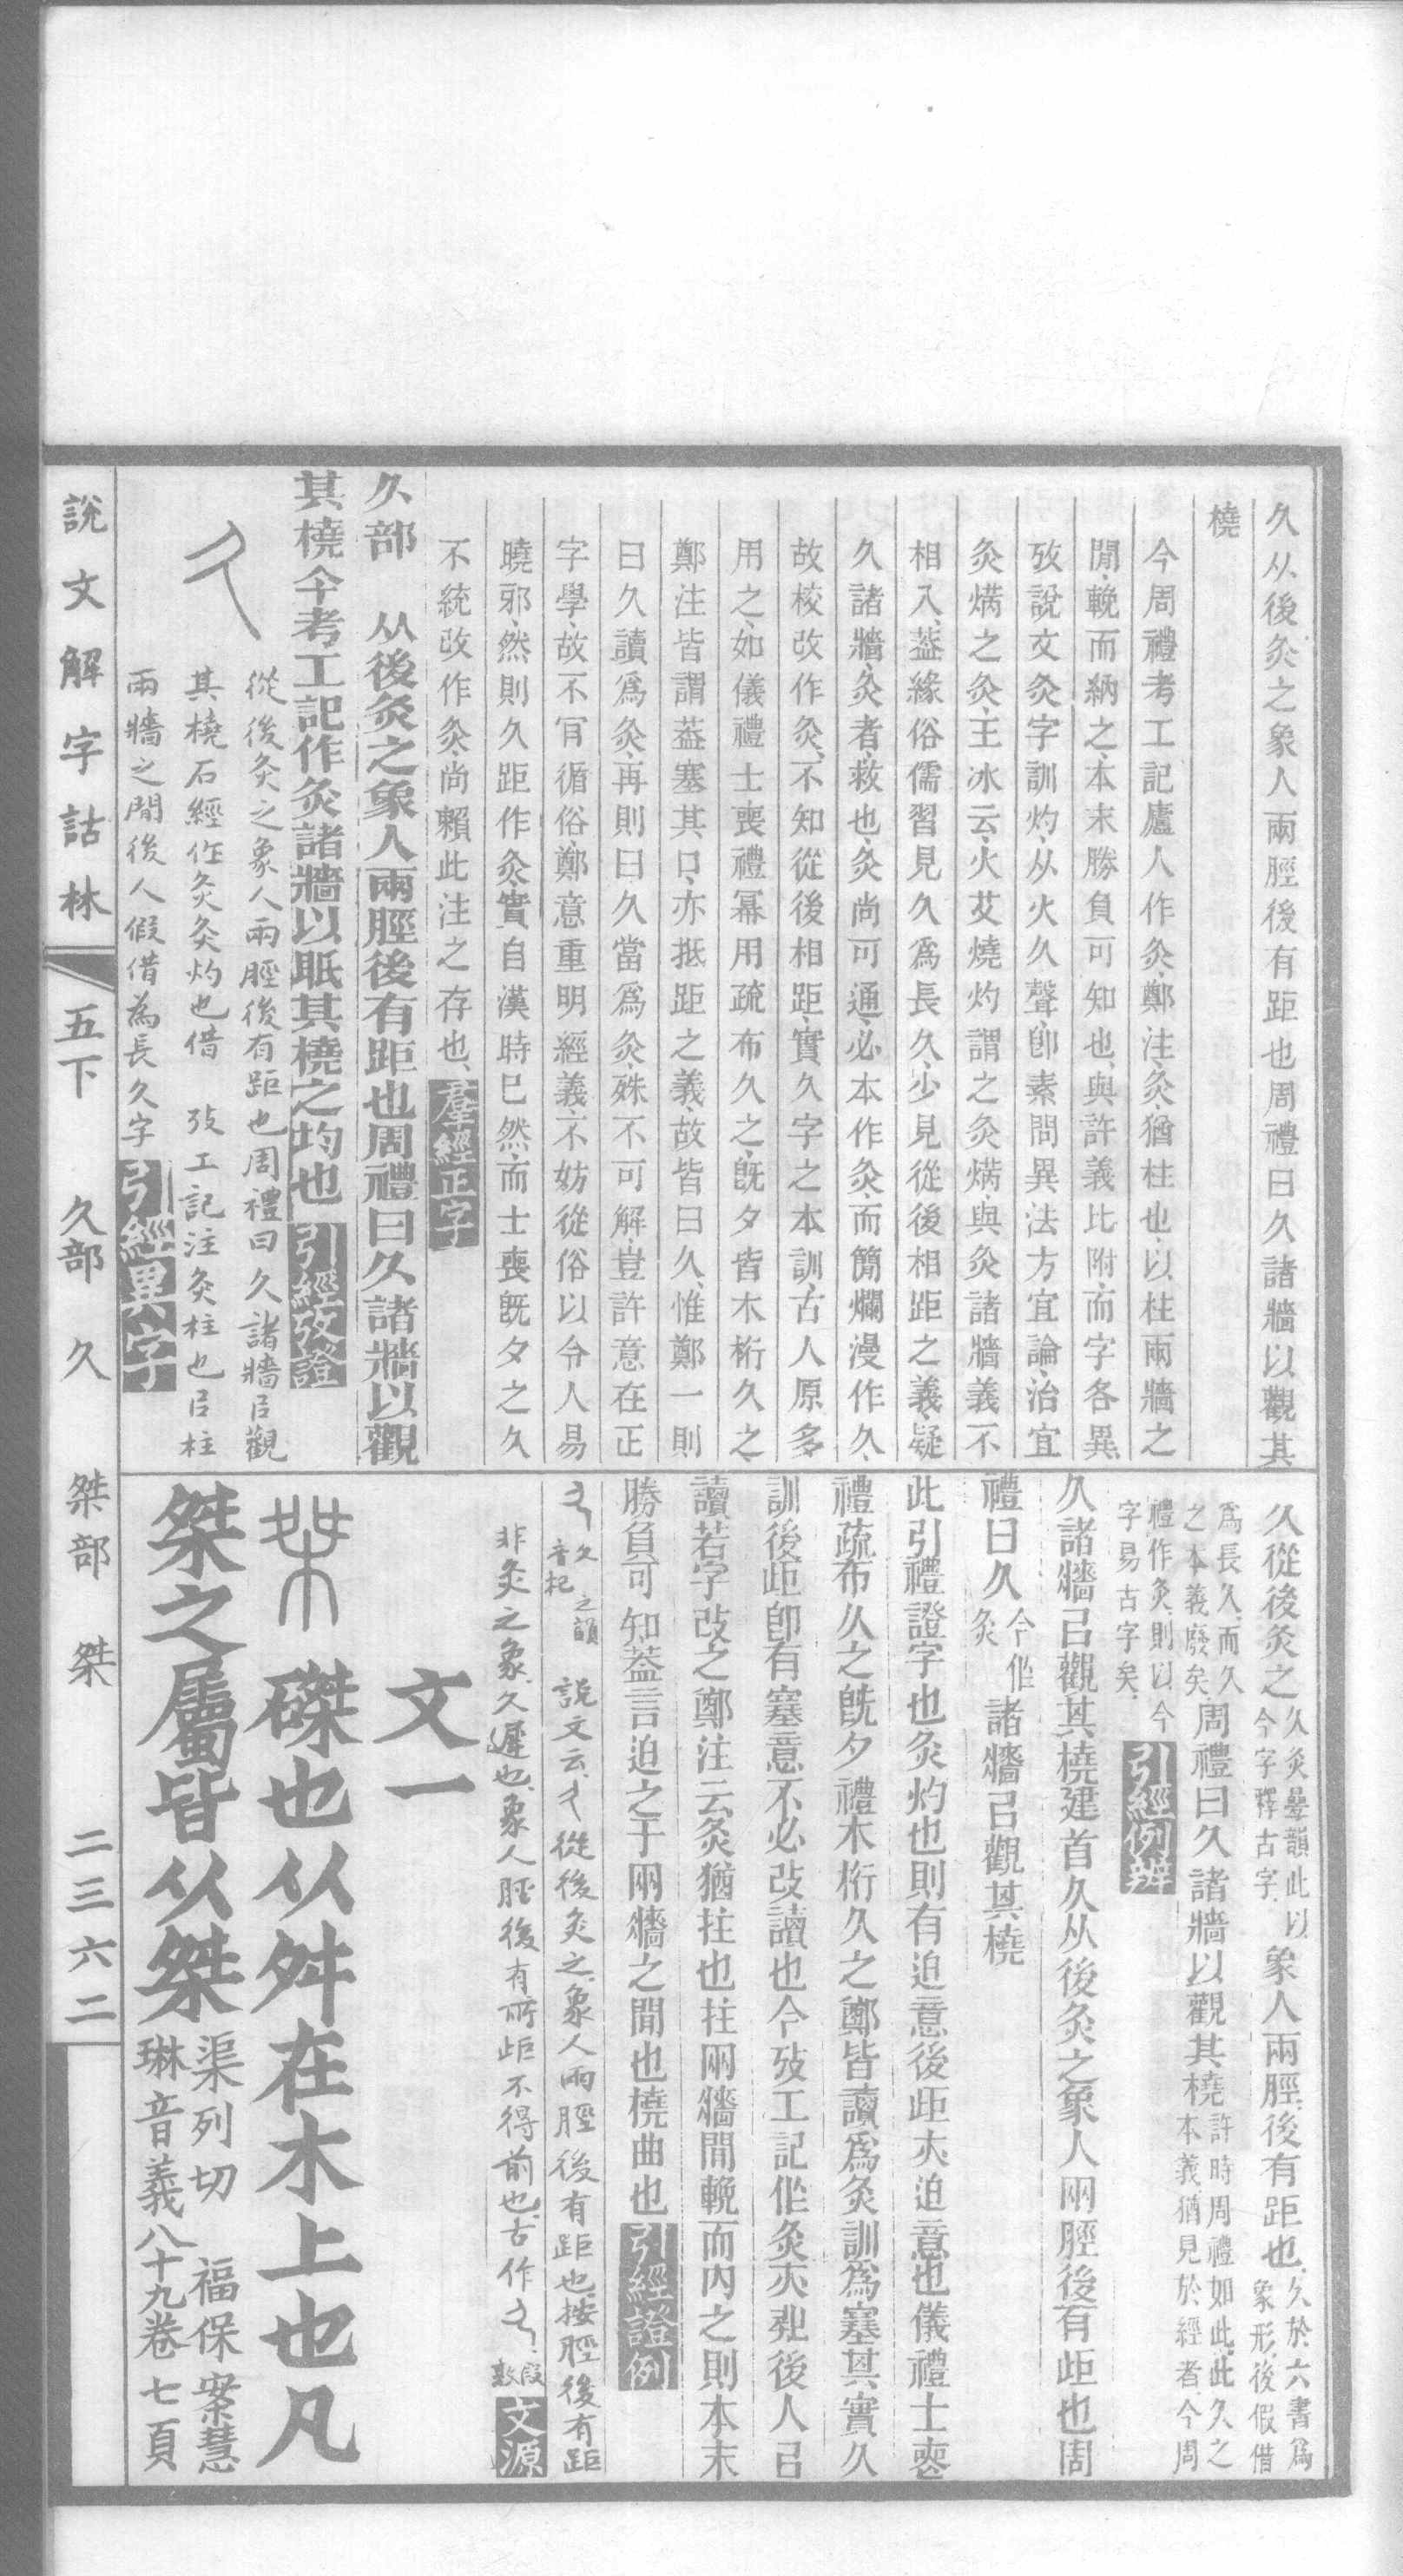 久从後灸之象人兩脛後有距也周禮曰久諸牆以觀其
橈
今周禮考工記廬人作灸鄭注灸猶柱也以柱兩牆之
閒輓而納之本末勝負可知也與許義比附而字各異
攷說文灸字訓灼从火久聲卽素問異法方宜論治宜
灸焫之灸王冰云火艾燒灼謂之灸焫與灸諸牆義不
相入葢緣俗儒習見久爲長久少見從後相距之義疑
久諸牆灸者救也灸尚可通必本作灸而簡爛漫作久
故校改作灸不知從後相距實久字之本訓古人原多
用之如儀禮士喪禮冪用疏布久之旣夕皆木桁久之
鄭注皆謂葢塞其口亦抵距之義故皆曰久惟鄭一則
曰久讀爲灸再則曰久當爲灸殊不可解豈許意在正
字學故不肎循俗鄭意重明經義不妨從俗以令人易
曉邪然則久距作灸實自漢時已然而士喪旣夕之久
不統改作灸尚賴此注之存也羣經正字
久部　从後灸之象人兩脛後有距也周禮曰久諸牆以觀
其橈今考工記作灸諸牆以眂其橈之均也引經攷證
久
從後灸之象人兩脛後有距也周禮曰久諸牆㠯觀
其橈石經作灸灸灼也借　攷工記注灸柱也㠯柱
兩牆之閒後人假借為長久字引經異字
久從後灸之久灸疊韻此以今字釋古字象人兩脛後有距也久於六書爲象形後假借
爲長久而久之本義廢矣周禮曰久諸牆以觀其橈許時周禮如此此久之本義猶見於經者今周
禮作灸則以今字易古字矣引經例辨
久諸牆㠯觀其橈建首久从後灸之象人兩脛後有歫也周
禮曰久今作灸諸牆㠯觀其橈
此引禮證字也灸灼也則有迫意後歫亦迫意也儀禮士喪
禮疏布久之旣夕禮木桁久之鄭皆讀爲灸訓爲塞其實久
訓後歫卽有塞意不必改讀也今攷工記作灸亦非後人㠯
讀若字改之鄭注云灸猶拄也拄兩牆閒輓而內之則本末
勝負可知葢言迫之于兩牆之閒也橈曲也引經證例
久久音杞之韻　說文云久從後灸之象人兩脛後有距也按脛後有距
非灸之象久遲也象人脛後有所歫不得前也古作久段敦文源
文一
桀磔也从舛在木上也凡
桀之屬皆从桀渠列切　福保案慧琳音義八十九卷七頁
說文解字詁林　五下　久部　久　桀部　桀　二三六二